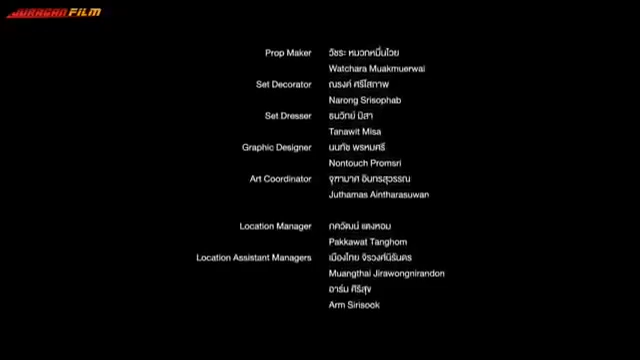 JURAGAN FILM
Prop Maker วัชระ หมวกหมื่นไวย
Watchara Muakmuerwai
Set Decorator ณรงค์ ศรีโสภาพ
Narong Srisophab
Set Dresser ธนวิทย์ มิสา
Tanawit Misa
Graphic Designer นนทัช พรหมศรี
Nontouch Promsri
Art Coordinator จุฑามาศ อินทรสุวรรณ
Juthamas Aintharasuwan
Location Manager ภควัฒน์ แตงหอม
Pakkawat Tanghom
Location Assistant Managers เมืองไทย จิรวงศ์นิรันดร
Muangthai Jirawongnirandon
อาร์ม ศิริสุข
Arm Sirisook